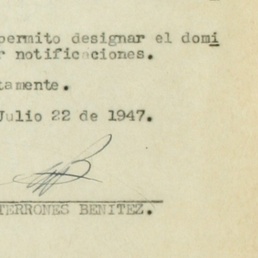 permito designar el domi
r notificaciones.
tamente.
Julio 22 de 1947.
TERRONES BENITEZ.